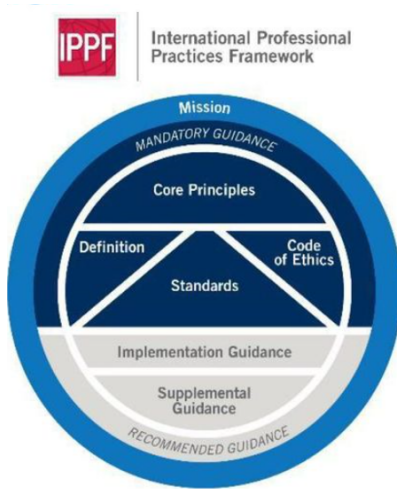 IPPF
International Professional
Practices Framework
Mission
MANDATORY GUIDANCE
Core Principles
Definition
Code
of Ethics
Standards
Implementation Guidance
Supplemental
Guidance
RECOMMENDED GUIDANCE